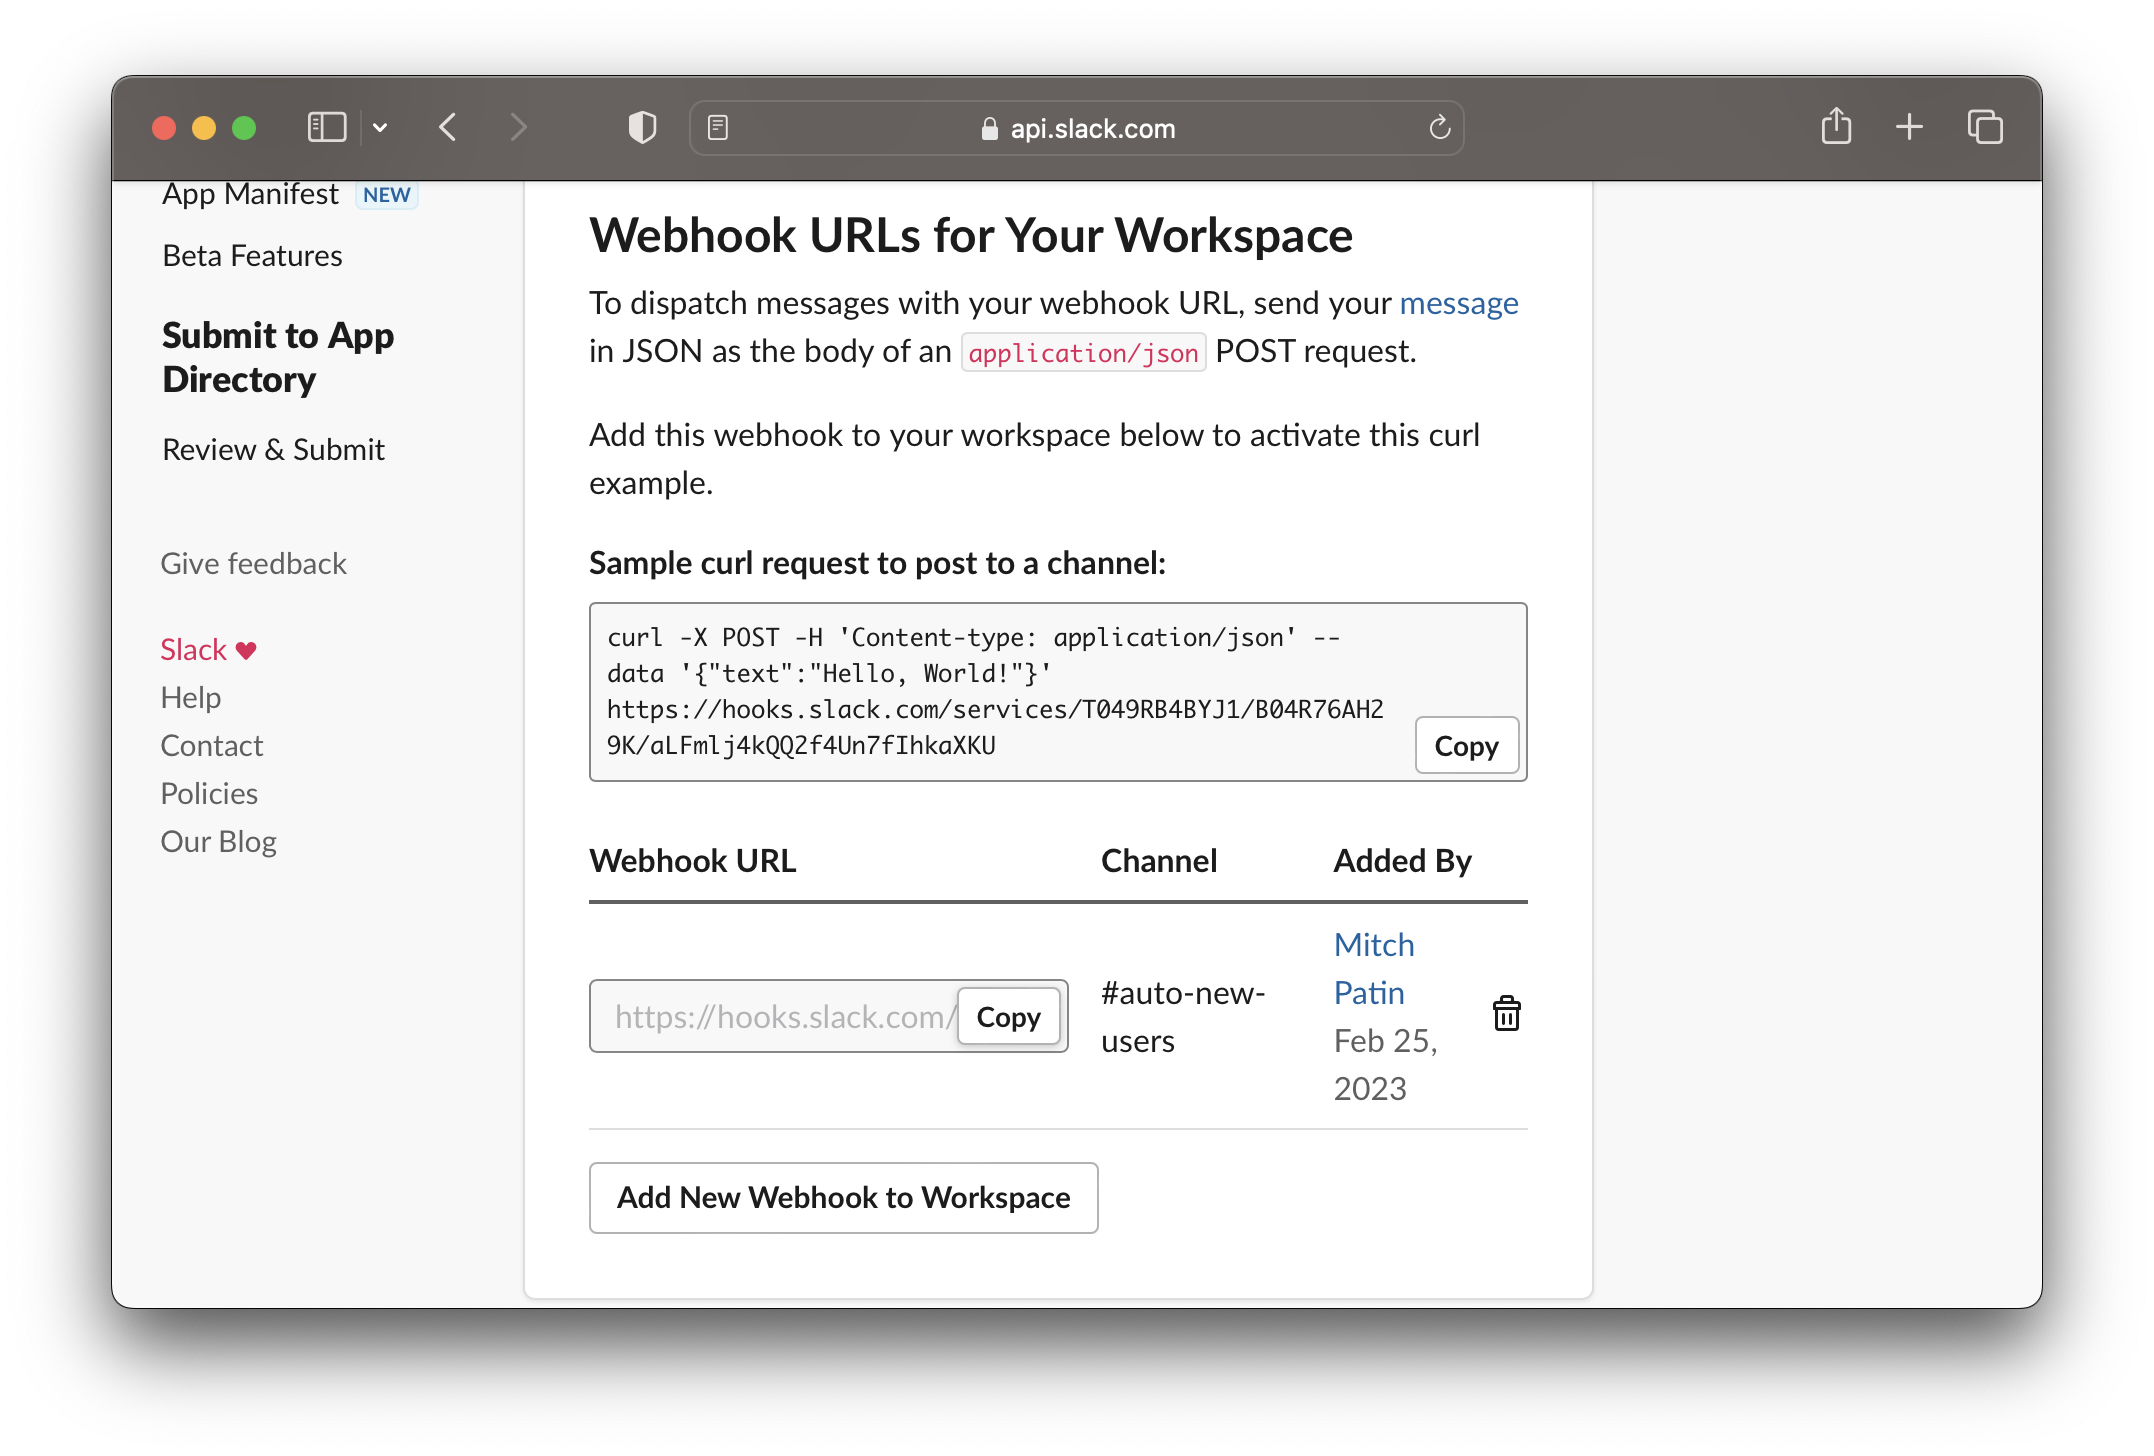 api.slack.com
App Manifest NEW
Beta Features
Submit to App
Directory
Review & Submit
Give feedback
Slack ♥
Help
Contact
Policies
Our Blog
Webhook URLs for Your Workspace
To dispatch messages with your webhook URL, send your message
in JSON as the body of an application/json POST request.
Add this webhook to your workspace below to activate this curl
example.
Sample curl request to post to a channel:
curl -X POST -H 'Content-type: application/json' --
data '{"text":"Hello, World!"}'
https://hooks.slack.com/services/T049RB4BYJ1/B04R76AH2
9K/aLFmlj4kQQ2f4Un7fIhkaXKU
Copy
Webhook URL Channel Added By
https://hooks.slack.com/ Copy
#auto-new-
users
Mitch
Patin
Feb 25,
2023
Add New Webhook to Workspace